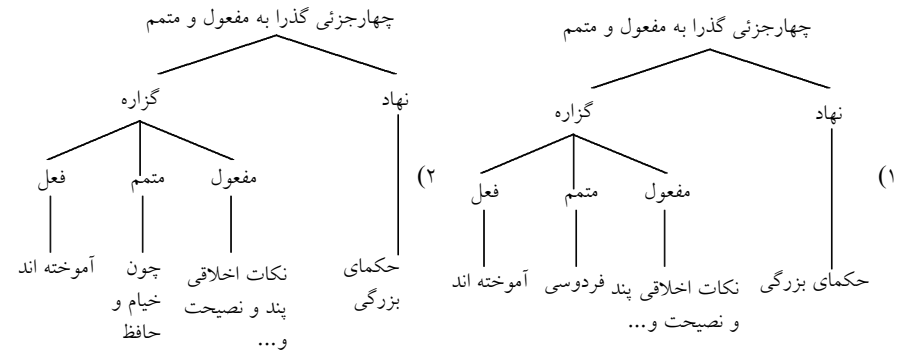 چهارجزئی گذرا به مفعول و متمم
نهاد
گزاره
مفعول
متمم
فعل
۱)
حکمای بزرگی
نکات اخلاقی پند
و نصیحت و...
فردوسی
آموخته اند
چهارجزئی گذرا به مفعول و متمم
نهاد
گزاره
مفعول
متمم
فعل
۲)
حکمای
بزرگی
نکات اخلاقی
پند و نصیحت
و...
چون
خیام و
حافظ
آموخته اند